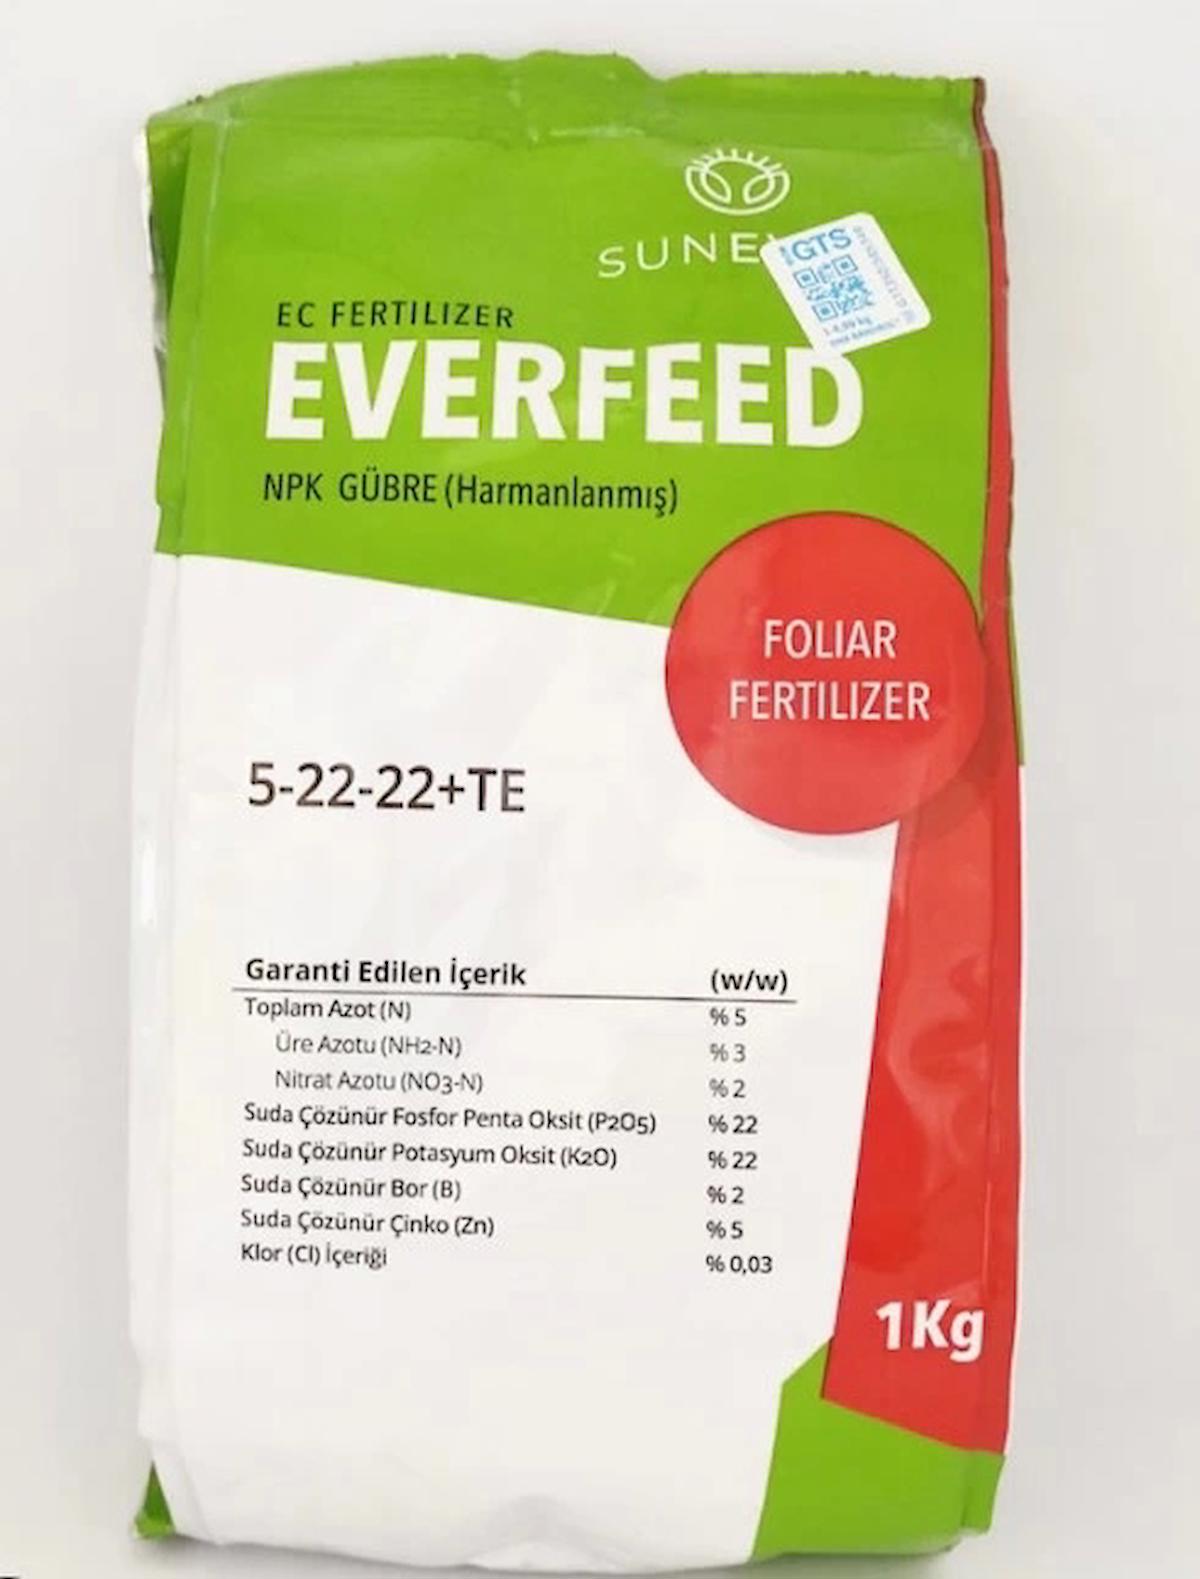 SUNE
GTS
EC FERTILIZER
EVERFEED
NPK GÜBRE (Harmanlanmış)
FOLIAR
FERTILIZER
5-22-22+TE
Garanti Edilen İçerik (w/w)
Toplam Azot (N) % 5
Üre Azotu (NH2-N) % 3
Nitrat Azotu (NO3-N) % 2
Suda Çözünür Fosfor Penta Oksit (P2O5) % 22
Suda Çözünür Potasyum Oksit (K2O) % 22
Suda Çözünür Bor (B) % 2
Suda Çözünür Çinko (Zn) % 5
Klor (Cl) İçeriği % 0,03
1Kg